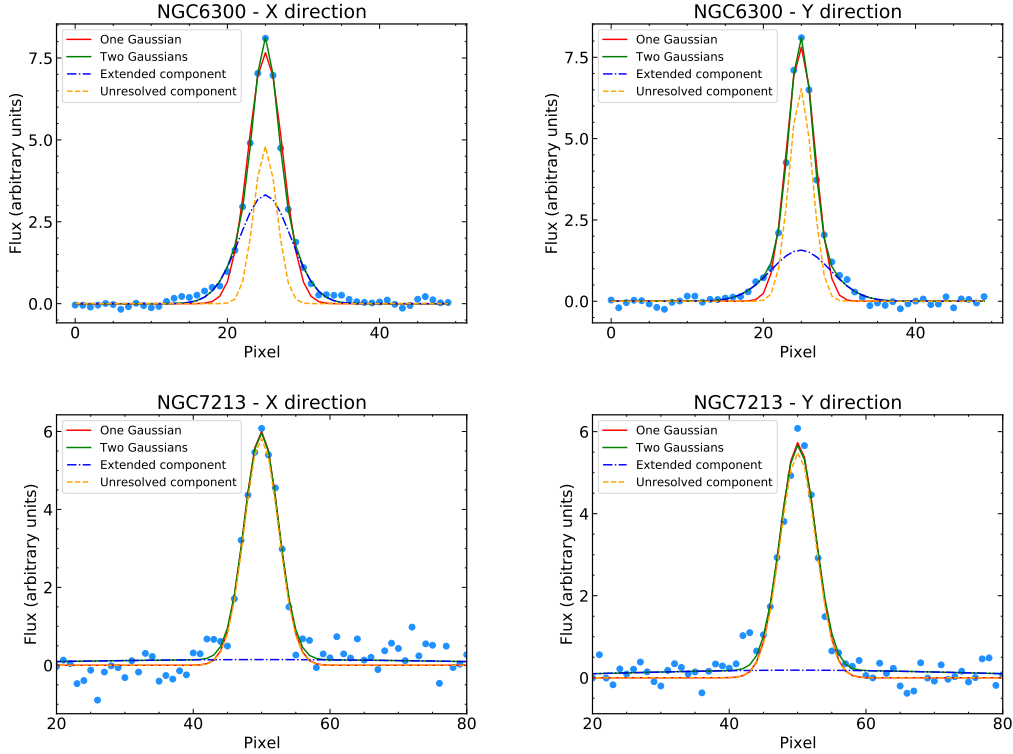 NGC6300 - X direction
One Gaussian
Two Gaussians
Extended component
Unresolved component
7.5
5.0
2.5
0.0
0 20 40
Flux (arbitrary units)
Pixel
NGC6300 - Y direction
One Gaussian
Two Gaussians
Extended component
Unresolved component
7.5
5.0
2.5
0.0
0 20 40
Flux (arbitrary units)
Pixel
NGC7213 - X direction
One Gaussian
Two Gaussians
Extended component
Unresolved component
6
4
2
0
20 40 60 80
Flux (arbitrary units)
Pixel
NGC7213 - Y direction
One Gaussian
Two Gaussians
Extended component
Unresolved component
6
4
2
0
20 40 60 80
Flux (arbitrary units)
Pixel